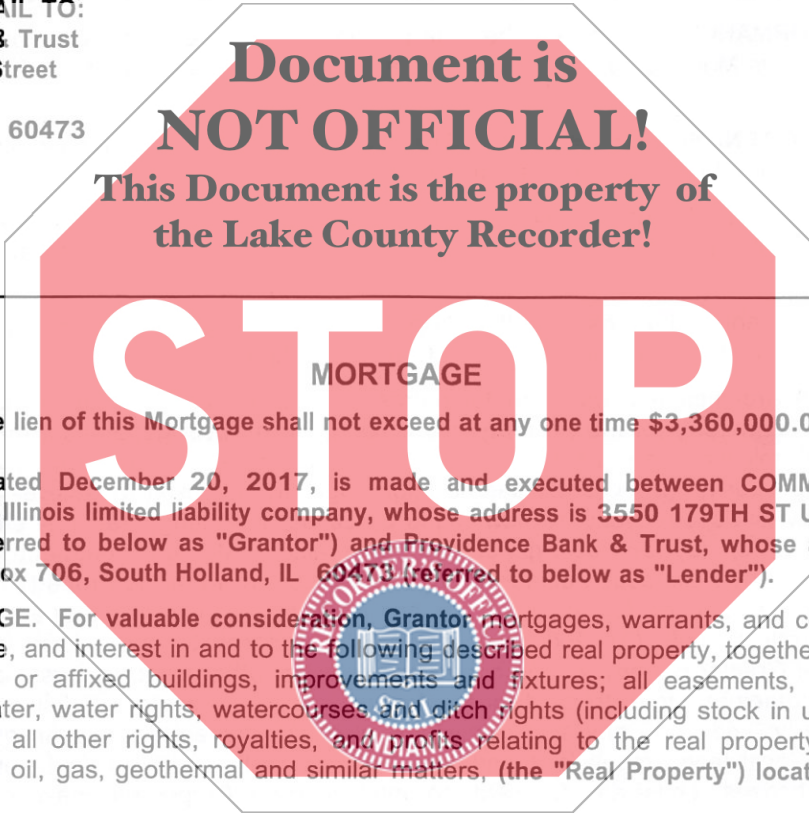 AIL TO:
& Trust
Street
60473
Document is
NOT OFFICIAL!
This Document is the property of
the Lake County Recorder!
STOP
MORTGAGE
lien of this Mortgage shall not exceed at any one time $3,360,000.0
ated December 20, 2017, is made and executed between COMM
Illinois limited liability company, whose address is 3550 179TH ST U
erred to below as "Grantor") and Providence Bank & Trust, whose
ox 706, South Holland, IL 60473 (referred to below as "Lender").
GE. For valuable consideration, Grantor mortgages, warrants, and c
e, and interest in and to the following described real property, togethe
or affixed buildings, improvements and fixtures; all easements,
ter, water rights, watercourses and ditch rights (including stock in u
all other rights, royalties, and profits relating to the real property
oil, gas, geothermal and similar matters, (the "Real Property") locat
RECORDER'S OFFICE
SEAL
INDIANA